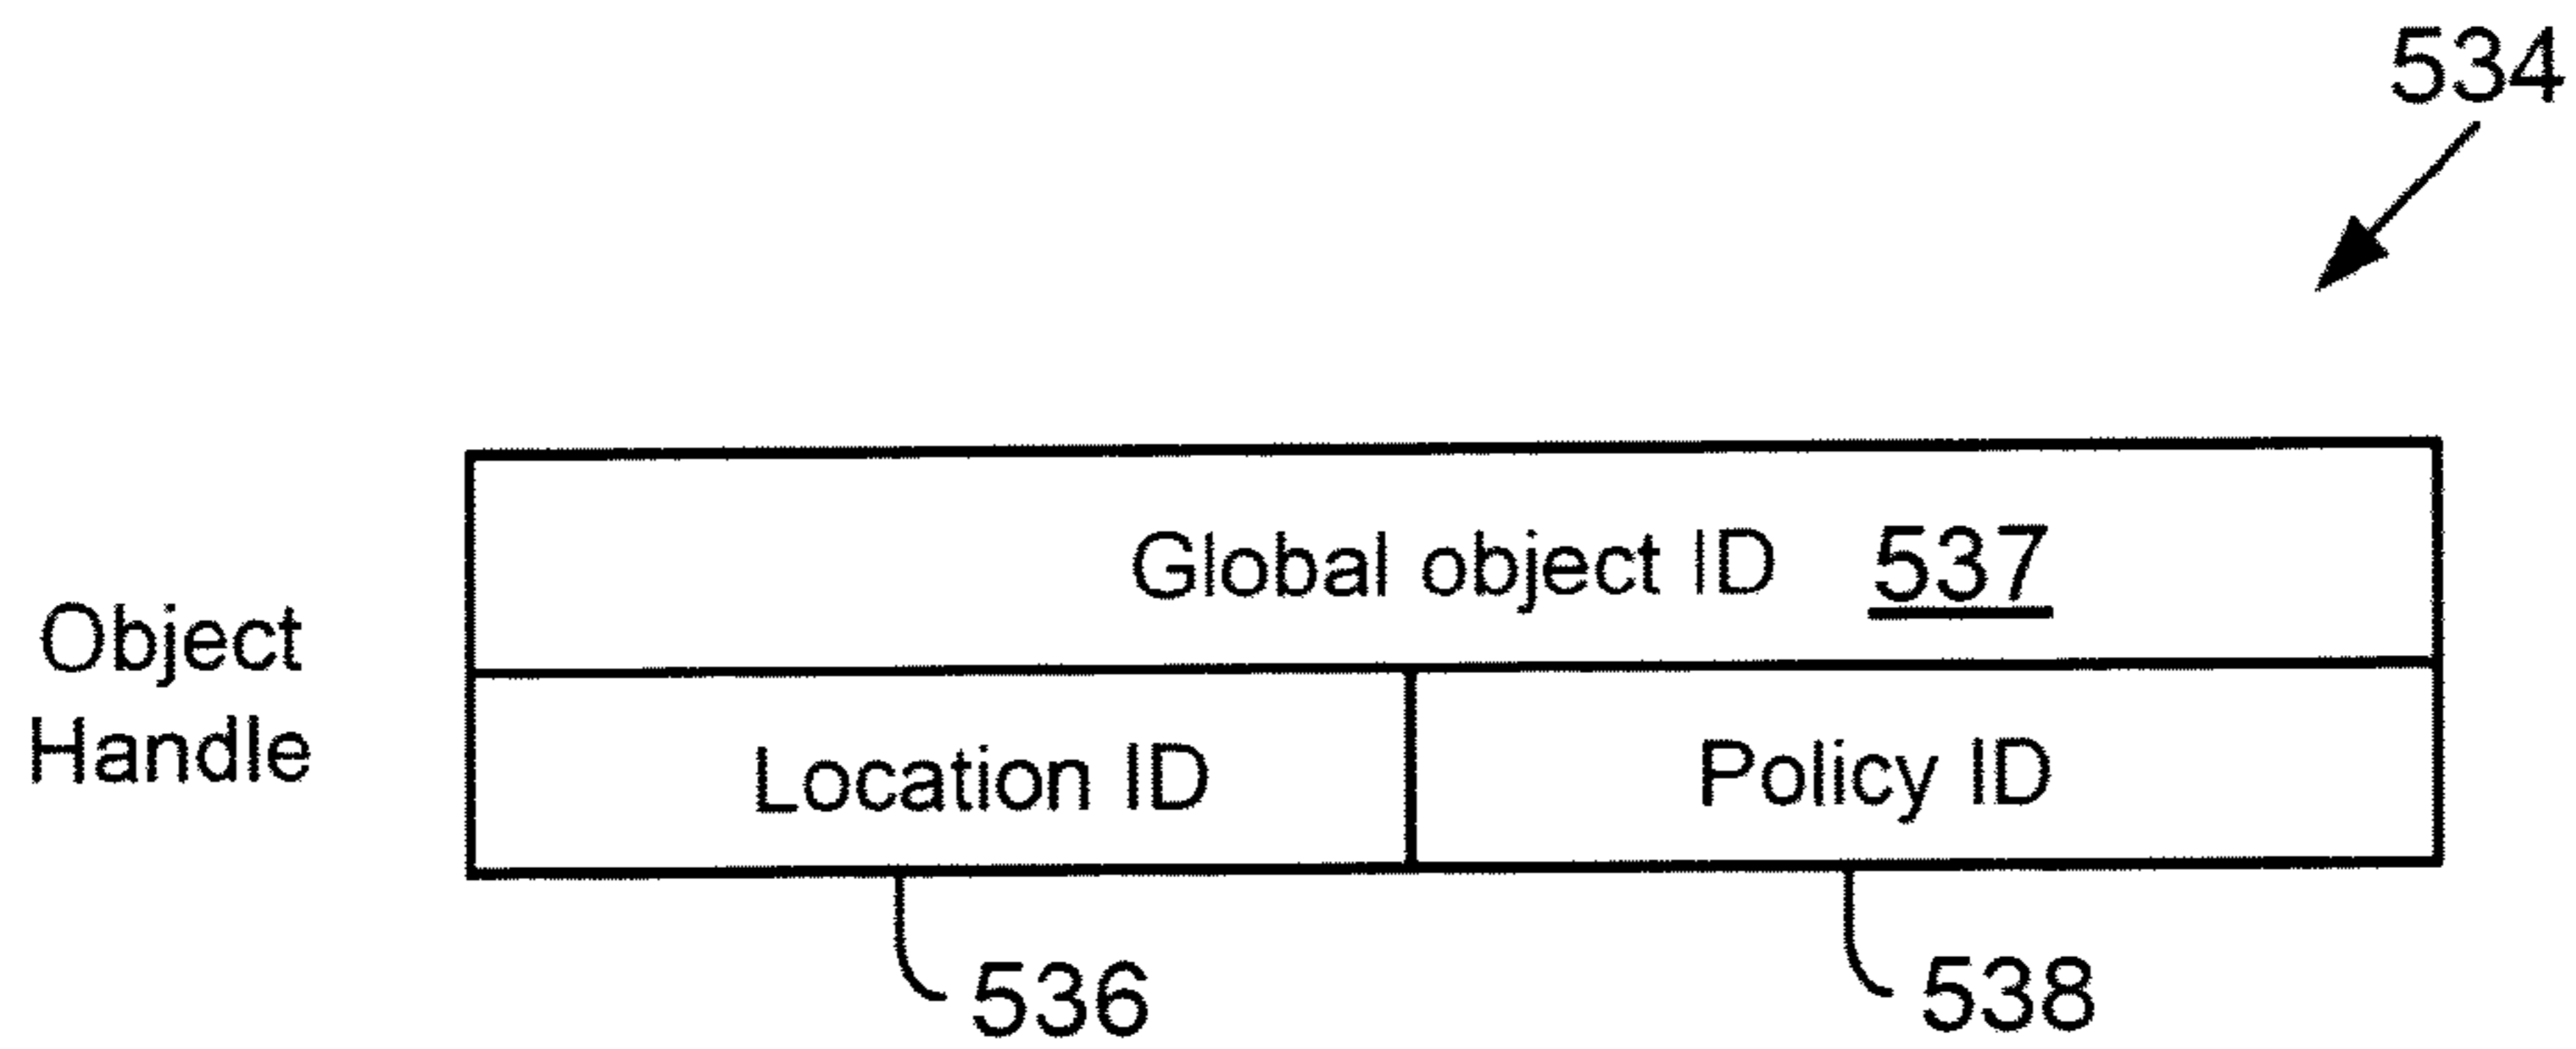 534
Global object ID 537
Object
Handle
Location ID
Policy ID
536
538